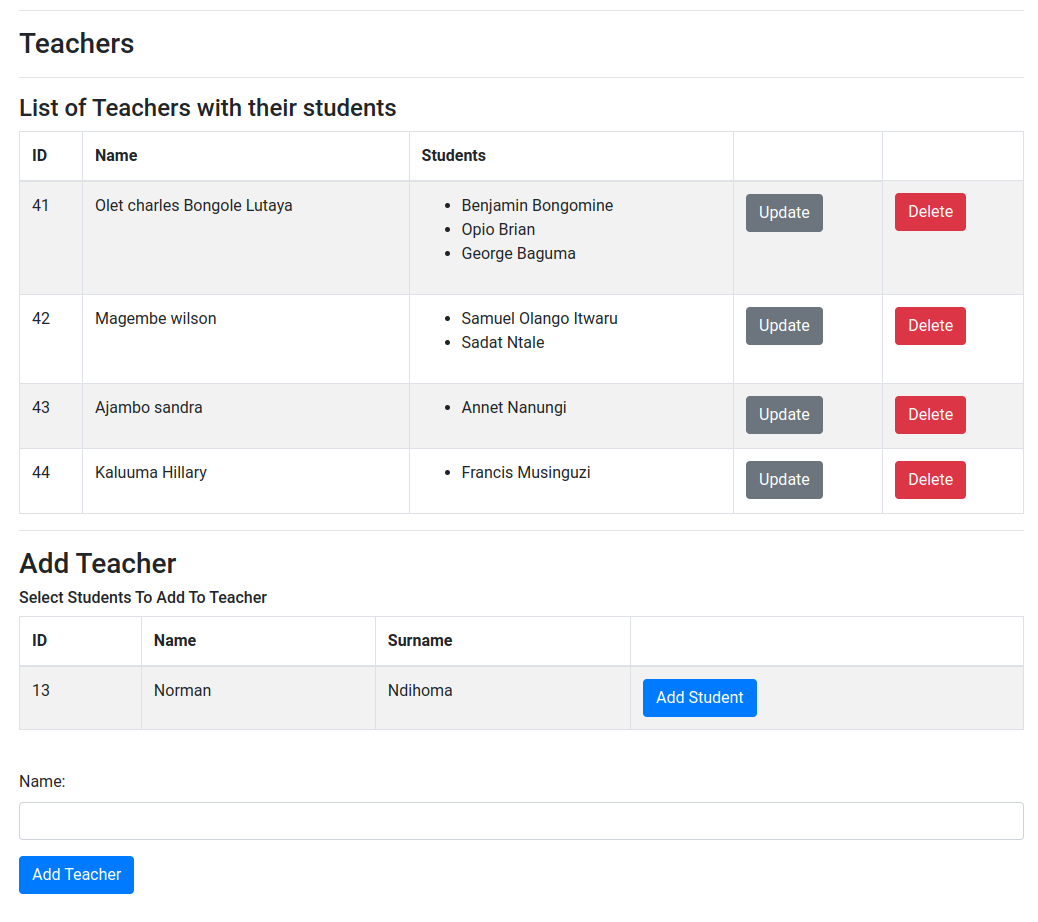 Teachers
List of Teachers with their students
ID Name Students
41 Olet charles Bongole Lutaya • Benjamin Bongomine Update Delete
• Opio Brian
• George Baguma
42 Magembe wilson • Samuel Olango Itwaru Update Delete
• Sadat Ntale
43 Ajambo sandra • Annet Nanungi Update Delete
44 Kaluuma Hillary • Francis Musinguzi Update Delete
Add Teacher
Select Students To Add To Teacher
ID Name Surname
13 Norman Ndihoma Add Student
Name:
Add Teacher